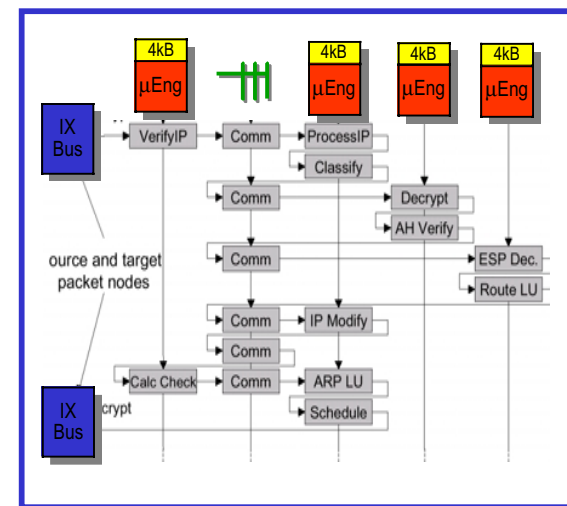 4kB
4kB
4kB
4kB
μEng
μEng
μEng
μEng
IX
Bus
VerifyIP
Comm
ProcessIP
Classify
Comm
Decrypt
AH Verify
Comm
ESP Dec.
ource and target
packet nodes
Route LU
Comm
IP Modify
Comm
Calc Check
Comm
ARP LU
IX
Bus
crypt
Schedule